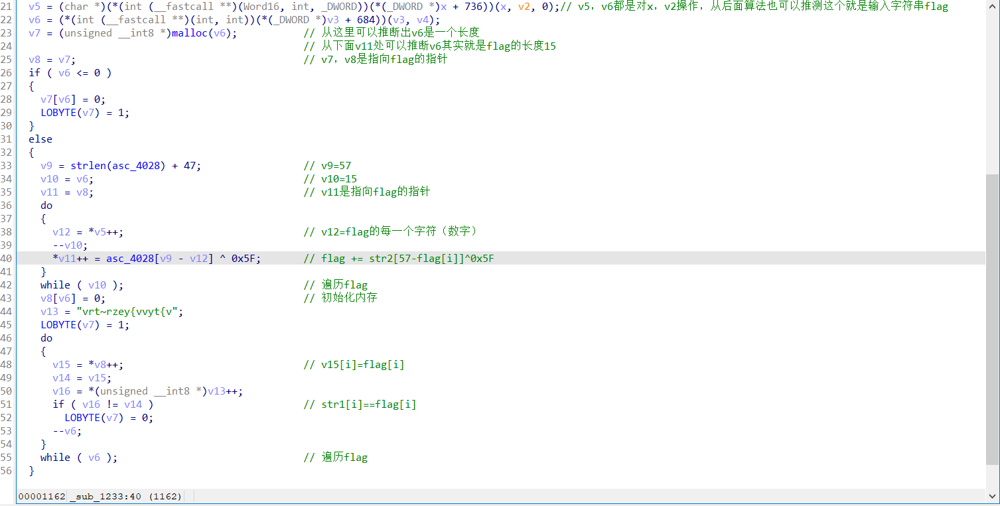 21 v5 = (char *)(*(int (__fastcall **)(Word16, int, _DWORD))(*(_DWORD *)x + 736))(x, v2, 0);// v5，v6都是对x，v2操作，从后面算法也可以推测这个就是输入字符串flag
22 v6 = (*(int (__fastcall **)(int, int))(*(_DWORD *)v3 + 684))(v3, v4);
23 v7 = (unsigned __int8 *)malloc(v6); // 从这里可以推断出v6是一个长度
24 // 从下面v11处可以推断v6其实就是flag的长度15
25 v8 = v7; // v7，v8是指向flag的指针
26 if ( v6 <= 0 )
27 {
28 v7[v6] = 0;
29 LOBYTE(v7) = 1;
30 }
31 else
32 {
33 v9 = strlen(asc_4028) + 47; // v9=57
34 v10 = v6; // v10=15
35 v11 = v8; // v11是指向flag的指针
36 do
37 {
38 v12 = *v5++; // v12=flag的每一个字符（数字）
39 --v10;
40 *v11++ = asc_4028[v9 - v12] ^ 0x5F; // flag += str2[57-flag[i]]^0x5F
41 }
42 while ( v10 ); // 遍历flag
43 v8[v6] = 0; // 初始化内存
44 v13 = "vrt~rzey{vvyt{v";
45 LOBYTE(v7) = 1;
46 do
47 {
48 v15 = *v8++; // v15[i]=flag[i]
49 v14 = v15;
50 v16 = *(unsigned __int8 *)v13++;
51 if ( v16 != v14 ) // str1[i]==flag[i]
52 LOBYTE(v7) = 0;
53 --v6;
54 }
55 while ( v6 ); // 遍历flag
56 }
00001162 _sub_1233:40 (1162)